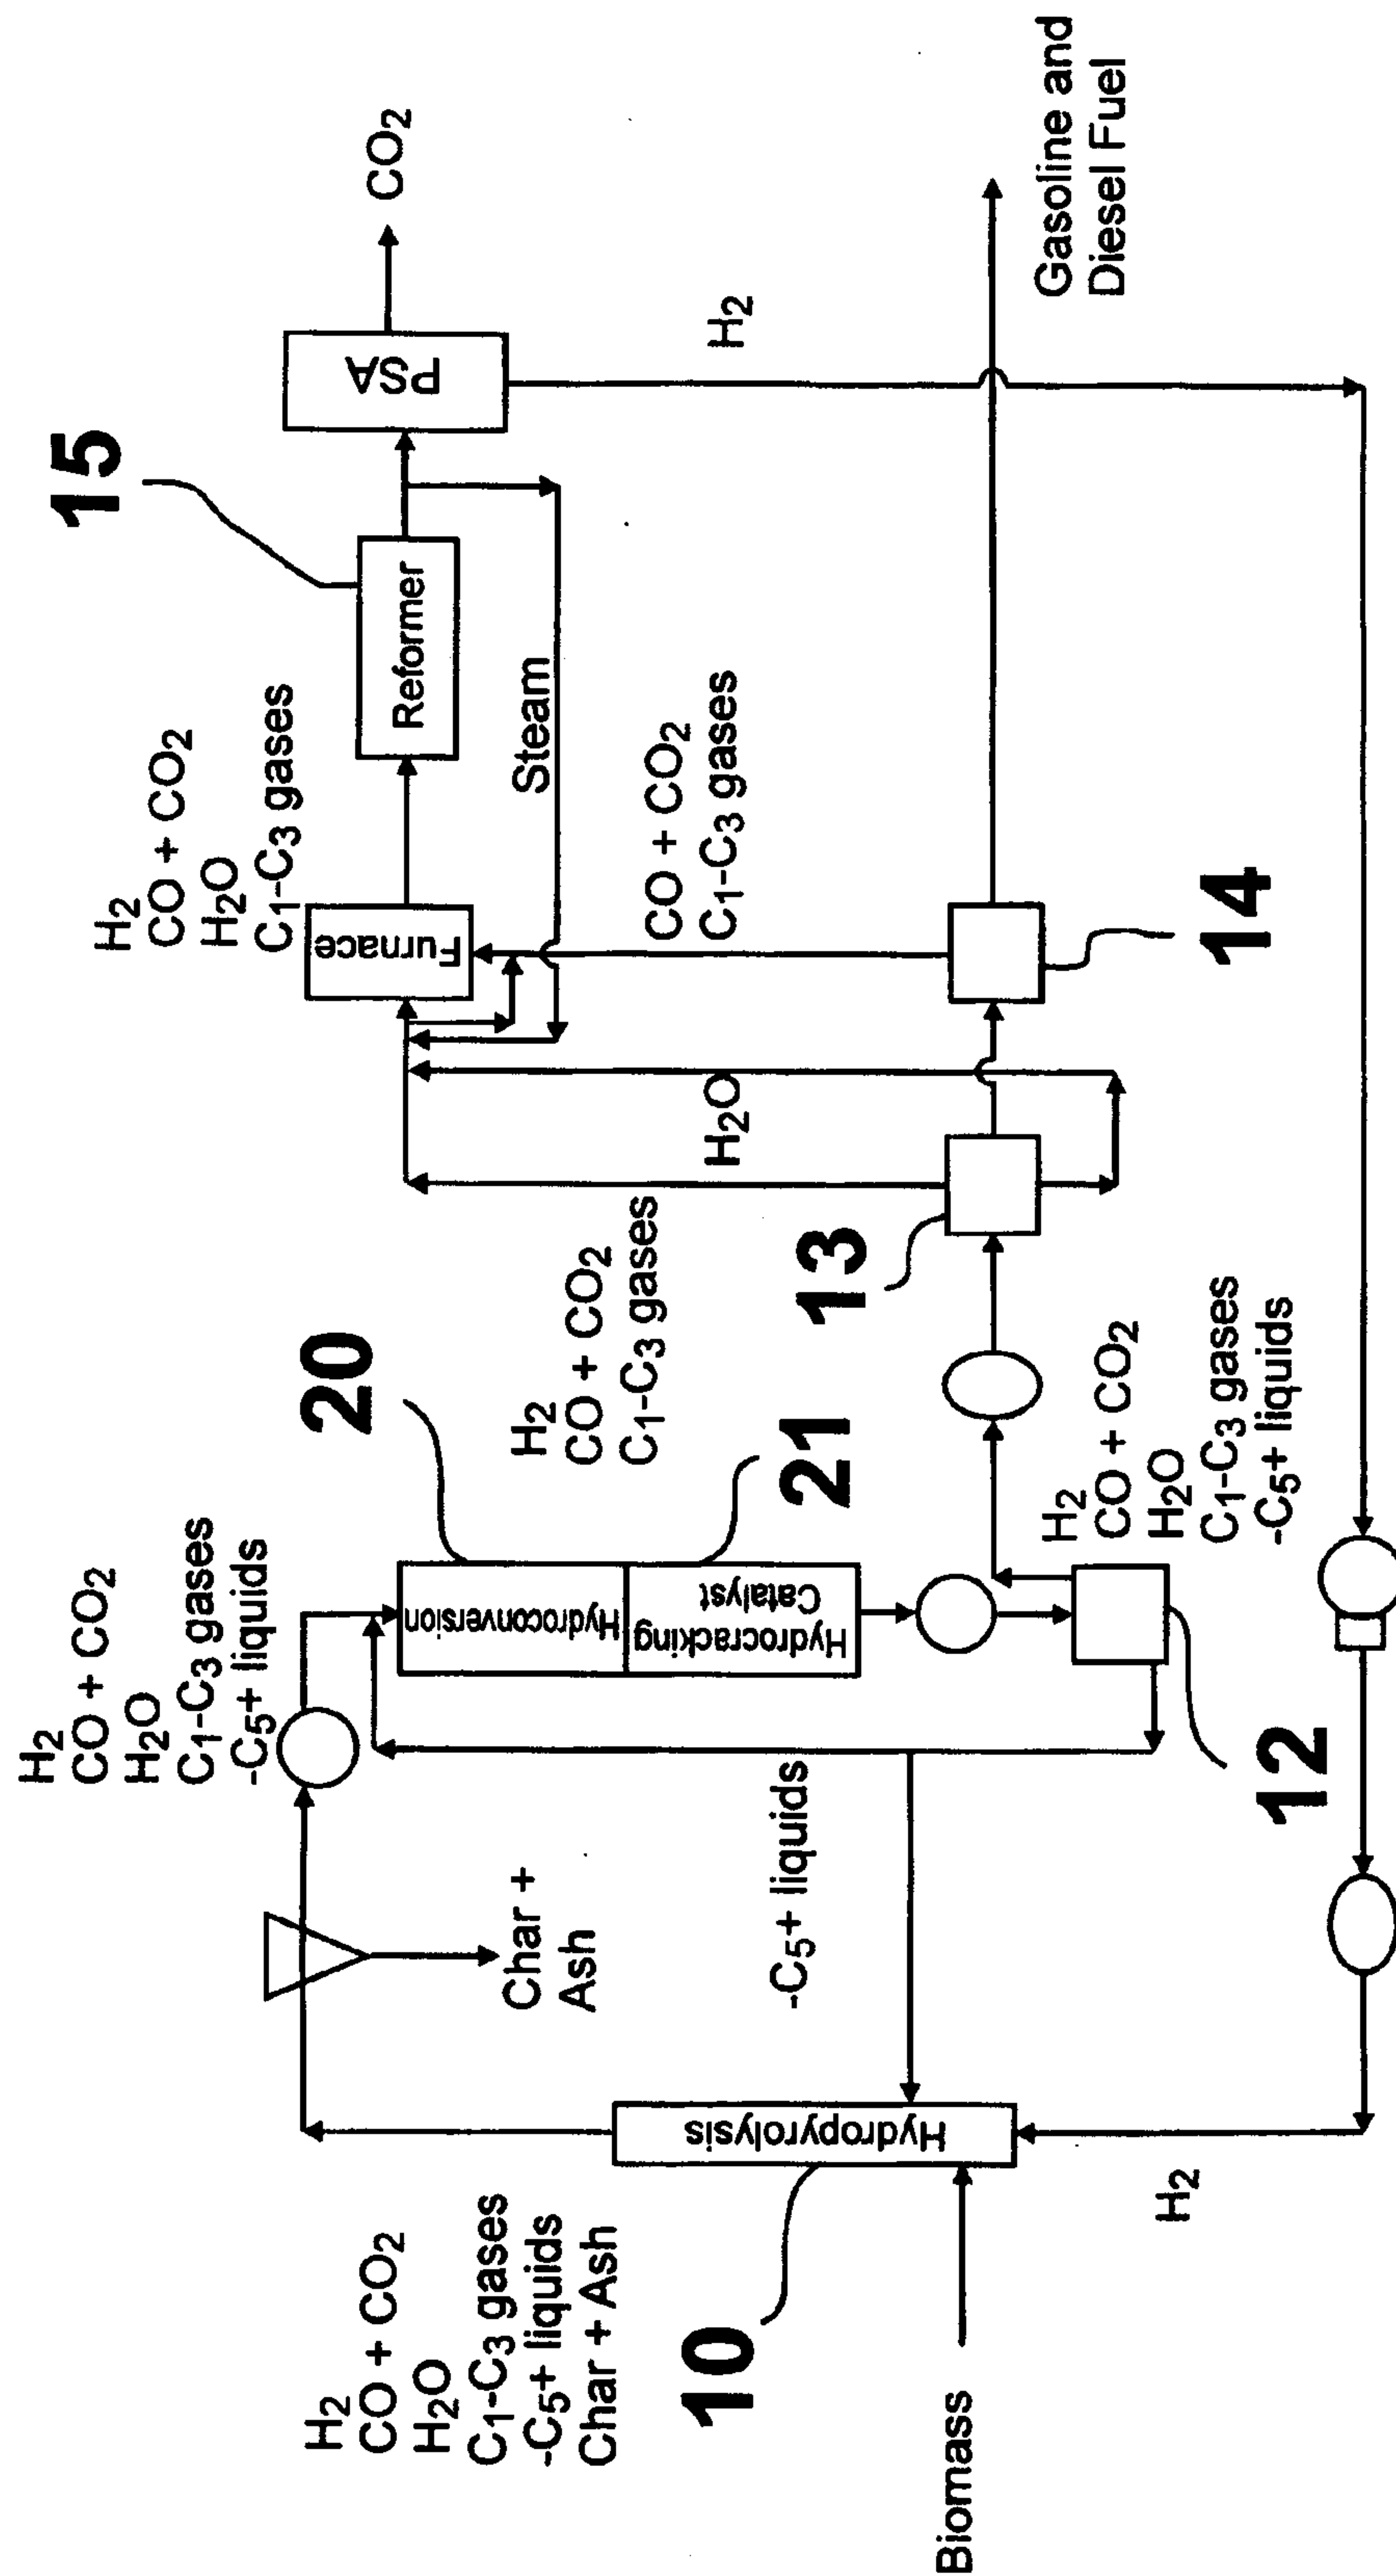 H2
CO + CO2
H2O
C1-C3 gases
-C5+ liquids
Char + Ash
10
Biomass
Hydropyrolysis
H2
Char +
Ash
H2
CO + CO2
H2O
C1-C3 gases
-C5+ liquids
-C5+ liquids
20
Hydroconversion
Hydrocracking
Catalyst
21
12
H2
CO + CO2
H2O
C1-C3 gases
-C5+ liquids
H2
CO + CO2
C1-C3 gases
13
H2O
H2
CO + CO2
H2O
C1-C3 gases
Furnace
Steam
CO + CO2
C1-C3 gases
14
15
Reformer
PSA
CO2
H2
Gasoline and
Diesel Fuel